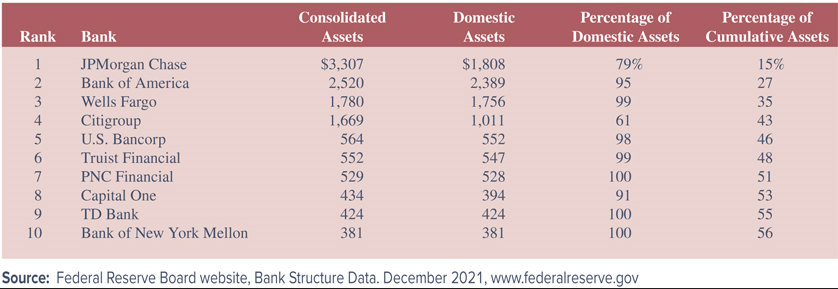 Rank Bank Consolidated Assets Domestic Assets Percentage of Domestic Assets Percentage of Cumulative Assets
1 JPMorgan Chase $3,307 $1,808 79% 15%
2 Bank of America 2,520 2,389 95 27
3 Wells Fargo 1,780 1,756 99 35
4 Citigroup 1,669 1,011 61 43
5 U.S. Bancorp 564 552 98 46
6 Truist Financial 552 547 99 48
7 PNC Financial 529 528 100 51
8 Capital One 434 394 91 53
9 TD Bank 424 424 100 55
10 Bank of New York Mellon 381 381 100 56
Source: Federal Reserve Board website, Bank Structure Data. December 2021, www.federalreserve.gov